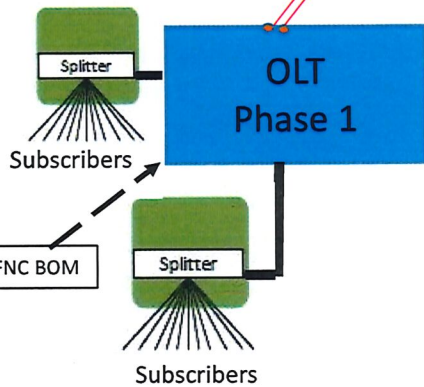 Splitter
OLT
Phase 1
Subscribers
FNC BOM
Splitter
Subscribers